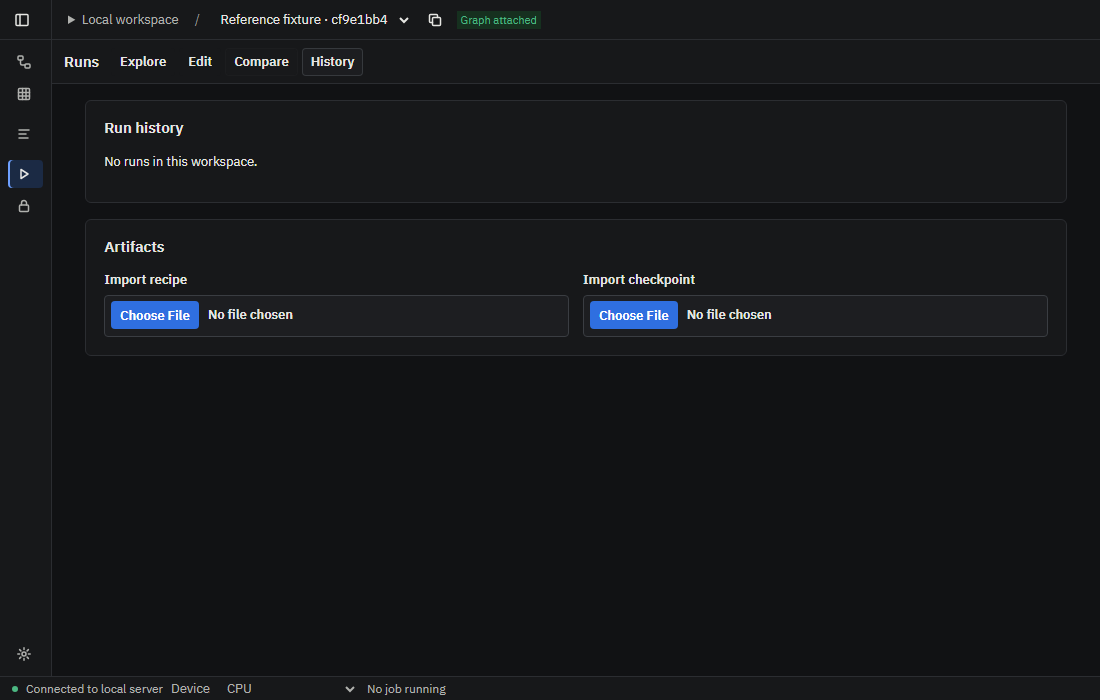 Local workspace / Reference fixture · cf9e1bb4 Graph attached
Runs Explore Edit Compare History
Run history
No runs in this workspace.
Artifacts
Import recipe
Choose File No file chosen
Import checkpoint
Choose File No file chosen
Connected to local server Device CPU No job running